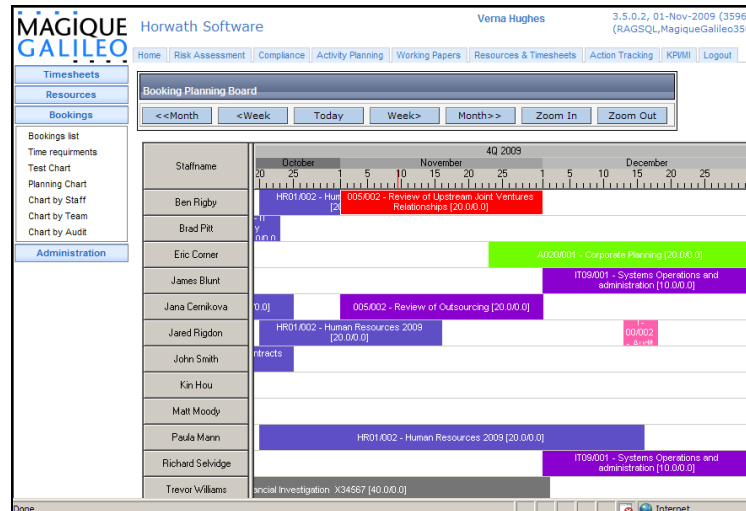 MAGIQUE
GALILEO
Horwath Software
Verna Hughes
3.5.0.2, 01-Nov-2009 (3596
(RAGSQL,MagiqueGalileo350
Home Risk Assessment Compliance Activity Planning Working Papers Resources & Timesheets Action Tracking KPI/MI Logout
Timesheets
Resources
Bookings
Bookings list
Time requirments
Test Chart
Planning Chart
Chart by Staff
Chart by Team
Chart by Audit
Administration
Booking Planning Board
<<Month <Week Today Week> Month>> Zoom In Zoom Out
Staffname
4Q 2009
October November December
20 25 1 5 10 15 20 25 1 5 10 15 20 25
Ben Rigby
HR01/002 - Hum
[20
005/002 - Review of Upstream Joint Ventures
Relationships [20.0/0.0]
Brad Pitt
Eric Corner
A020/001 - Corporate Planning [20.0/0.0]
James Blunt
IT09/001 - Systems Operations and
administration [10.0/0.0]
Jana Cernikova
0.0]
005/002 - Review of Outsourcing [20.0/0.0]
Jared Rigdon
HR01/002 - Human Resources 2009
[20.0/0.0]
00/002
- Audit
John Smith
ntracts
Kin Hou
Matt Moody
Paula Mann
HR01/002 - Human Resources 2009 [20.0/0.0]
Richard Selvidge
IT09/001 - Systems Operations and
administration [10.0/0.0]
Trevor Williams
ancial Investigation X34567 [40.0/0.0]
Done
Internet